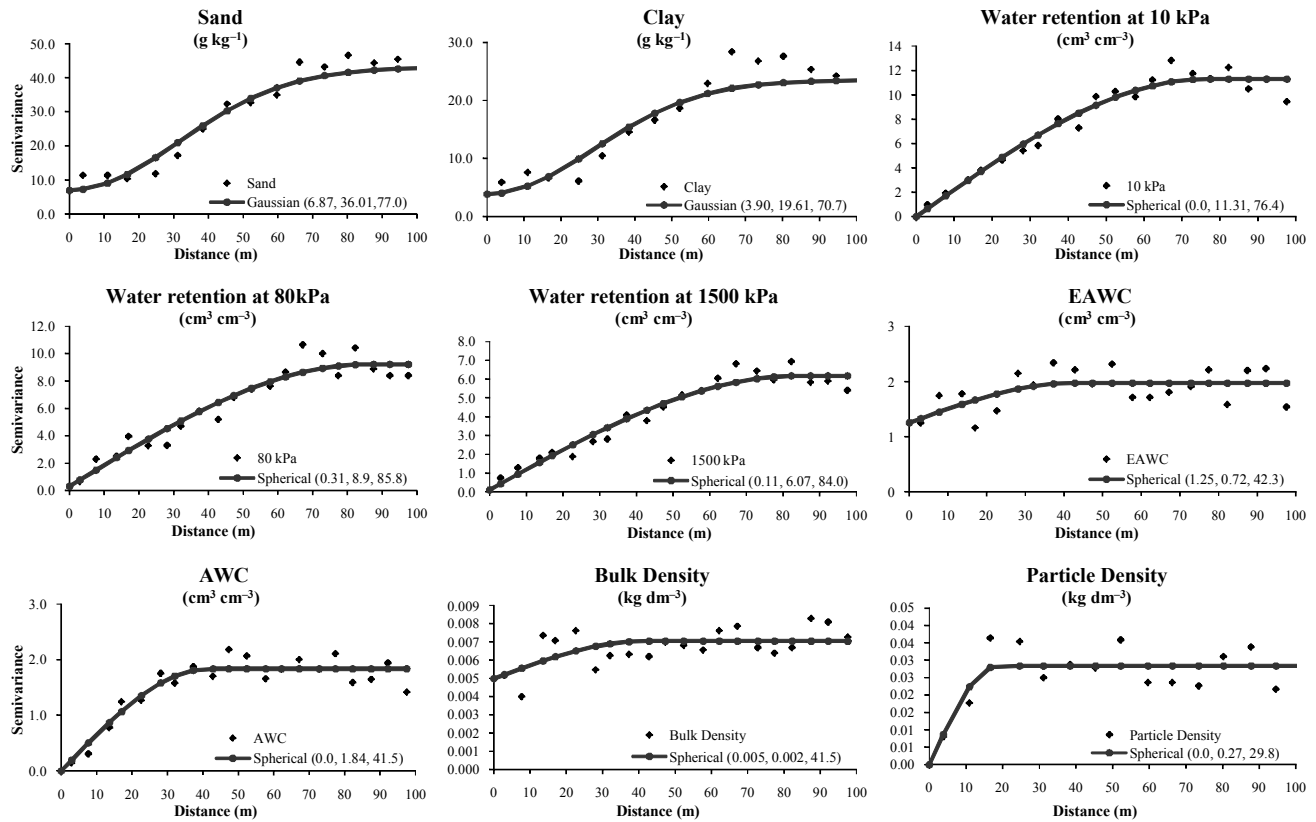 Sand
(g kg⁻¹)
50.0
40.0
30.0
20.0
10.0
0.0
Semivariance
Sand
Gaussian (6.87, 36.01,77.0)
0 10 20 30 40 50 60 70 80 90 100
Distance (m)
Clay
(g kg⁻¹)
30.0
20.0
10.0
0.0
Clay
Gaussian (3.90, 19.61, 70.7)
0 10 20 30 40 50 60 70 80 90 100
Distance (m)
Water retention at 10 kPa
(cm³ cm⁻³)
14
12
10
8
6
4
2
0
10 kPa
Spherical (0.0, 11.31, 76.4)
0 10 20 30 40 50 60 70 80 90 100
Distance (m)
Water retention at 80kPa
(cm³ cm⁻³)
12.0
10.0
8.0
6.0
4.0
2.0
0.0
Semivariance
80 kPa
Spherical (0.31, 8.9, 85.8)
0 10 20 30 40 50 60 70 80 90 100
Distance (m)
Water retention at 1500 kPa
(cm³ cm⁻³)
8.0
7.0
6.0
5.0
4.0
3.0
2.0
1.0
0.0
1500 kPa
Spherical (0.11, 6.07, 84.0)
0 10 20 30 40 50 60 70 80 90 100
Distance (m)
EAWC
(cm³ cm⁻³)
3
2
1
0
EAWC
Spherical (1.25, 0.72, 42.3)
0 10 20 30 40 50 60 70 80 90 100
Distance (m)
AWC
(cm³ cm⁻³)
3.0
2.0
1.0
0.0
Semivariance
AWC
Spherical (0.0, 1.84, 41.5)
0 10 20 30 40 50 60 70 80 90 100
Distance (m)
Bulk Density
(kg dm⁻³)
0.010
0.009
0.008
0.007
0.006
0.005
0.004
0.003
0.002
0.001
0.000
Bulk Density
Spherical (0.005, 0.002, 41.5)
0 10 20 30 40 50 60 70 80 90 100
Distance (m)
Particle Density
(kg dm⁻³)
0.05
0.04
0.04
0.03
0.03
0.02
0.02
0.01
0.01
0.00
Particle Density
Spherical (0.0, 0.27, 29.8)
0 10 20 30 40 50 60 70 80 90 100
Distance (m)